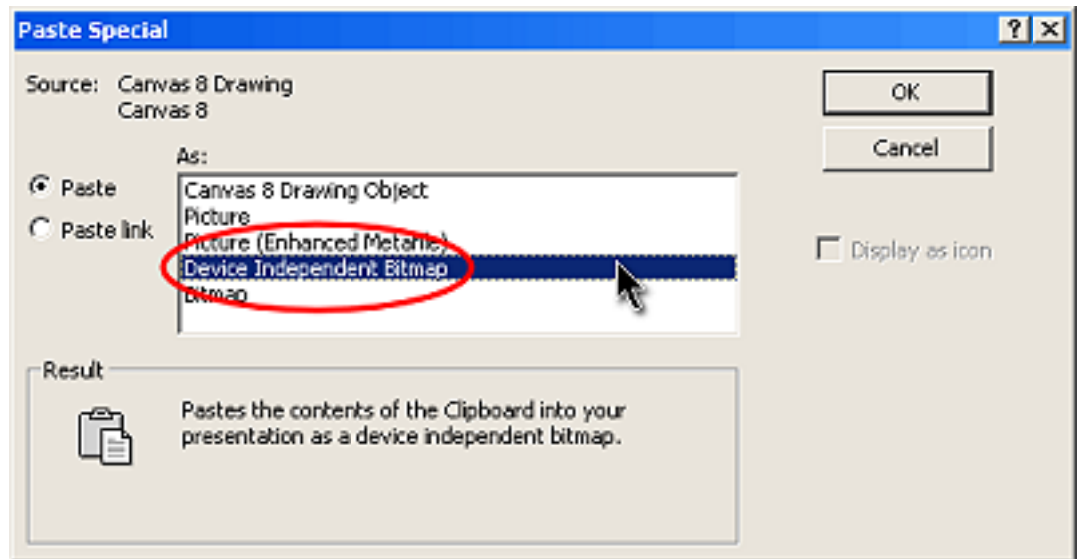 Paste Special
Source: Canvas 8 Drawing
Canvas 8
OK
Cancel
As:
Paste
Paste link
Canvas 8 Drawing Object
Picture
Picture (Enhanced Metafile)
Device Independent Bitmap
Bitmap
Display as icon
Result
Pastes the contents of the Clipboard into your
presentation as a device independent bitmap.